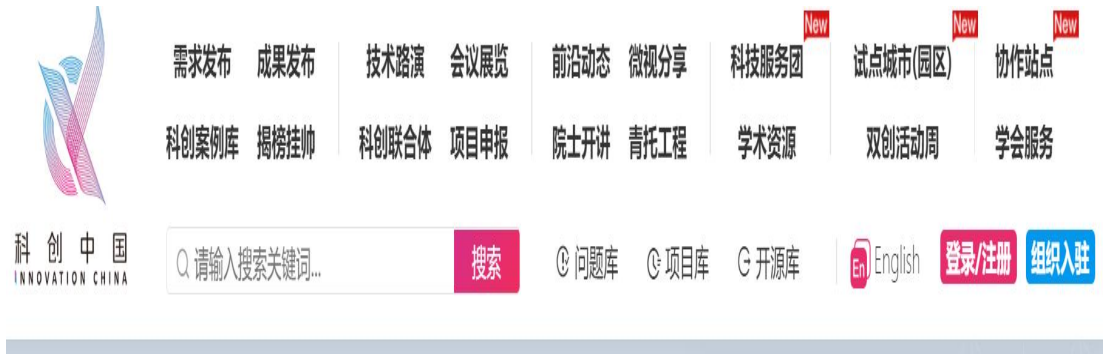 New New New
需求发布 成果发布 技术路演 会议展览 前沿动态 微视分享 科技服务团 试点城市(园区) 协作站点
科创案例库 揭榜挂帅 科创联合体 项目申报 院士开讲 青托工程 学术资源 双创活动周 学会服务
科创中国
INNOVATION CHINA
请输入搜索关键词... 搜索 问题库 项目库 开源库 En English 登录/注册 组织入驻